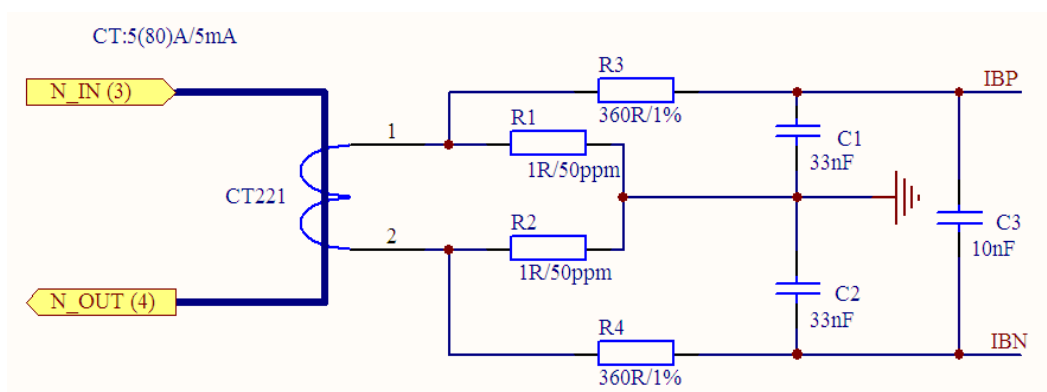 CT:5(80)A/5mA
N_IN (3)
N_OUT (4)
CT221
1
2
R3
360R/1%
R1
1R/50ppm
R2
1R/50ppm
R4
360R/1%
C1
33nF
C2
33nF
C3
10nF
IBP
IBN